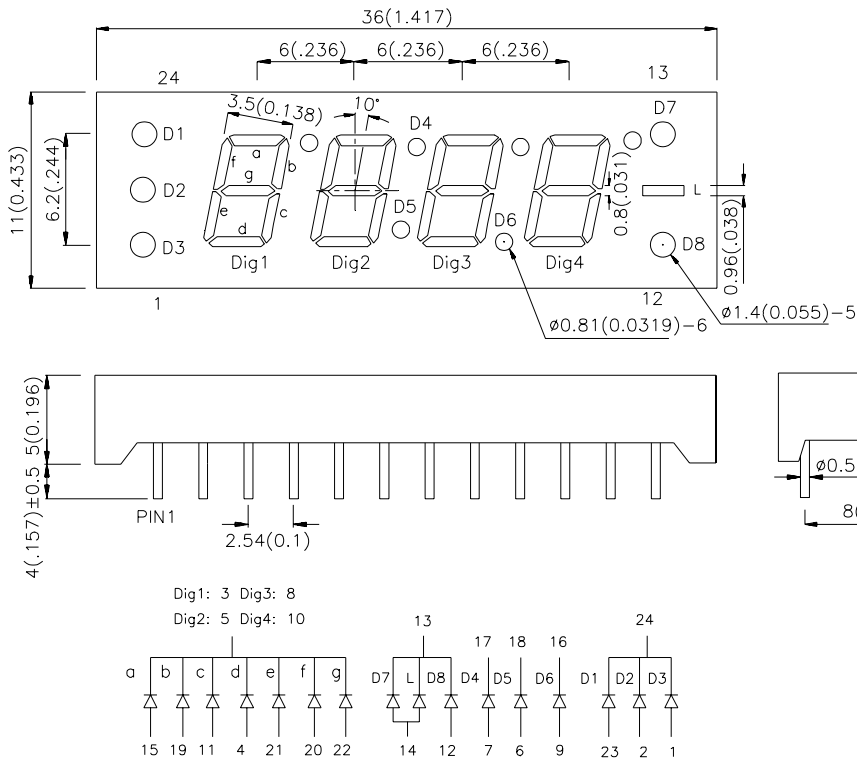 36(1.417)
6(.236) 6(.236) 6(.236)
24 13
3.5(0.138) 10°
D1 D4 D7
a b f g
D2 L
e c d
D5 D6
D3 D8
Dig1 Dig2 Dig3 Dig4
11(0.433)
6.2(.244)
0.8(.031)
0.96(.038)
1 12
ø0.81(0.0319)-6
ø1.4(0.055)-5
5(0.196)
4(.157)±0.5
PIN1
2.54(0.1)
ø0.5
8(
Dig1: 3 Dig3: 8
Dig2: 5 Dig4: 10
13 17 18 16 24
a b c d e f g D7 L D8 D4 D5 D6 D1 D2 D3
15 19 11 4 21 20 22 14 12 7 6 9 23 2 1